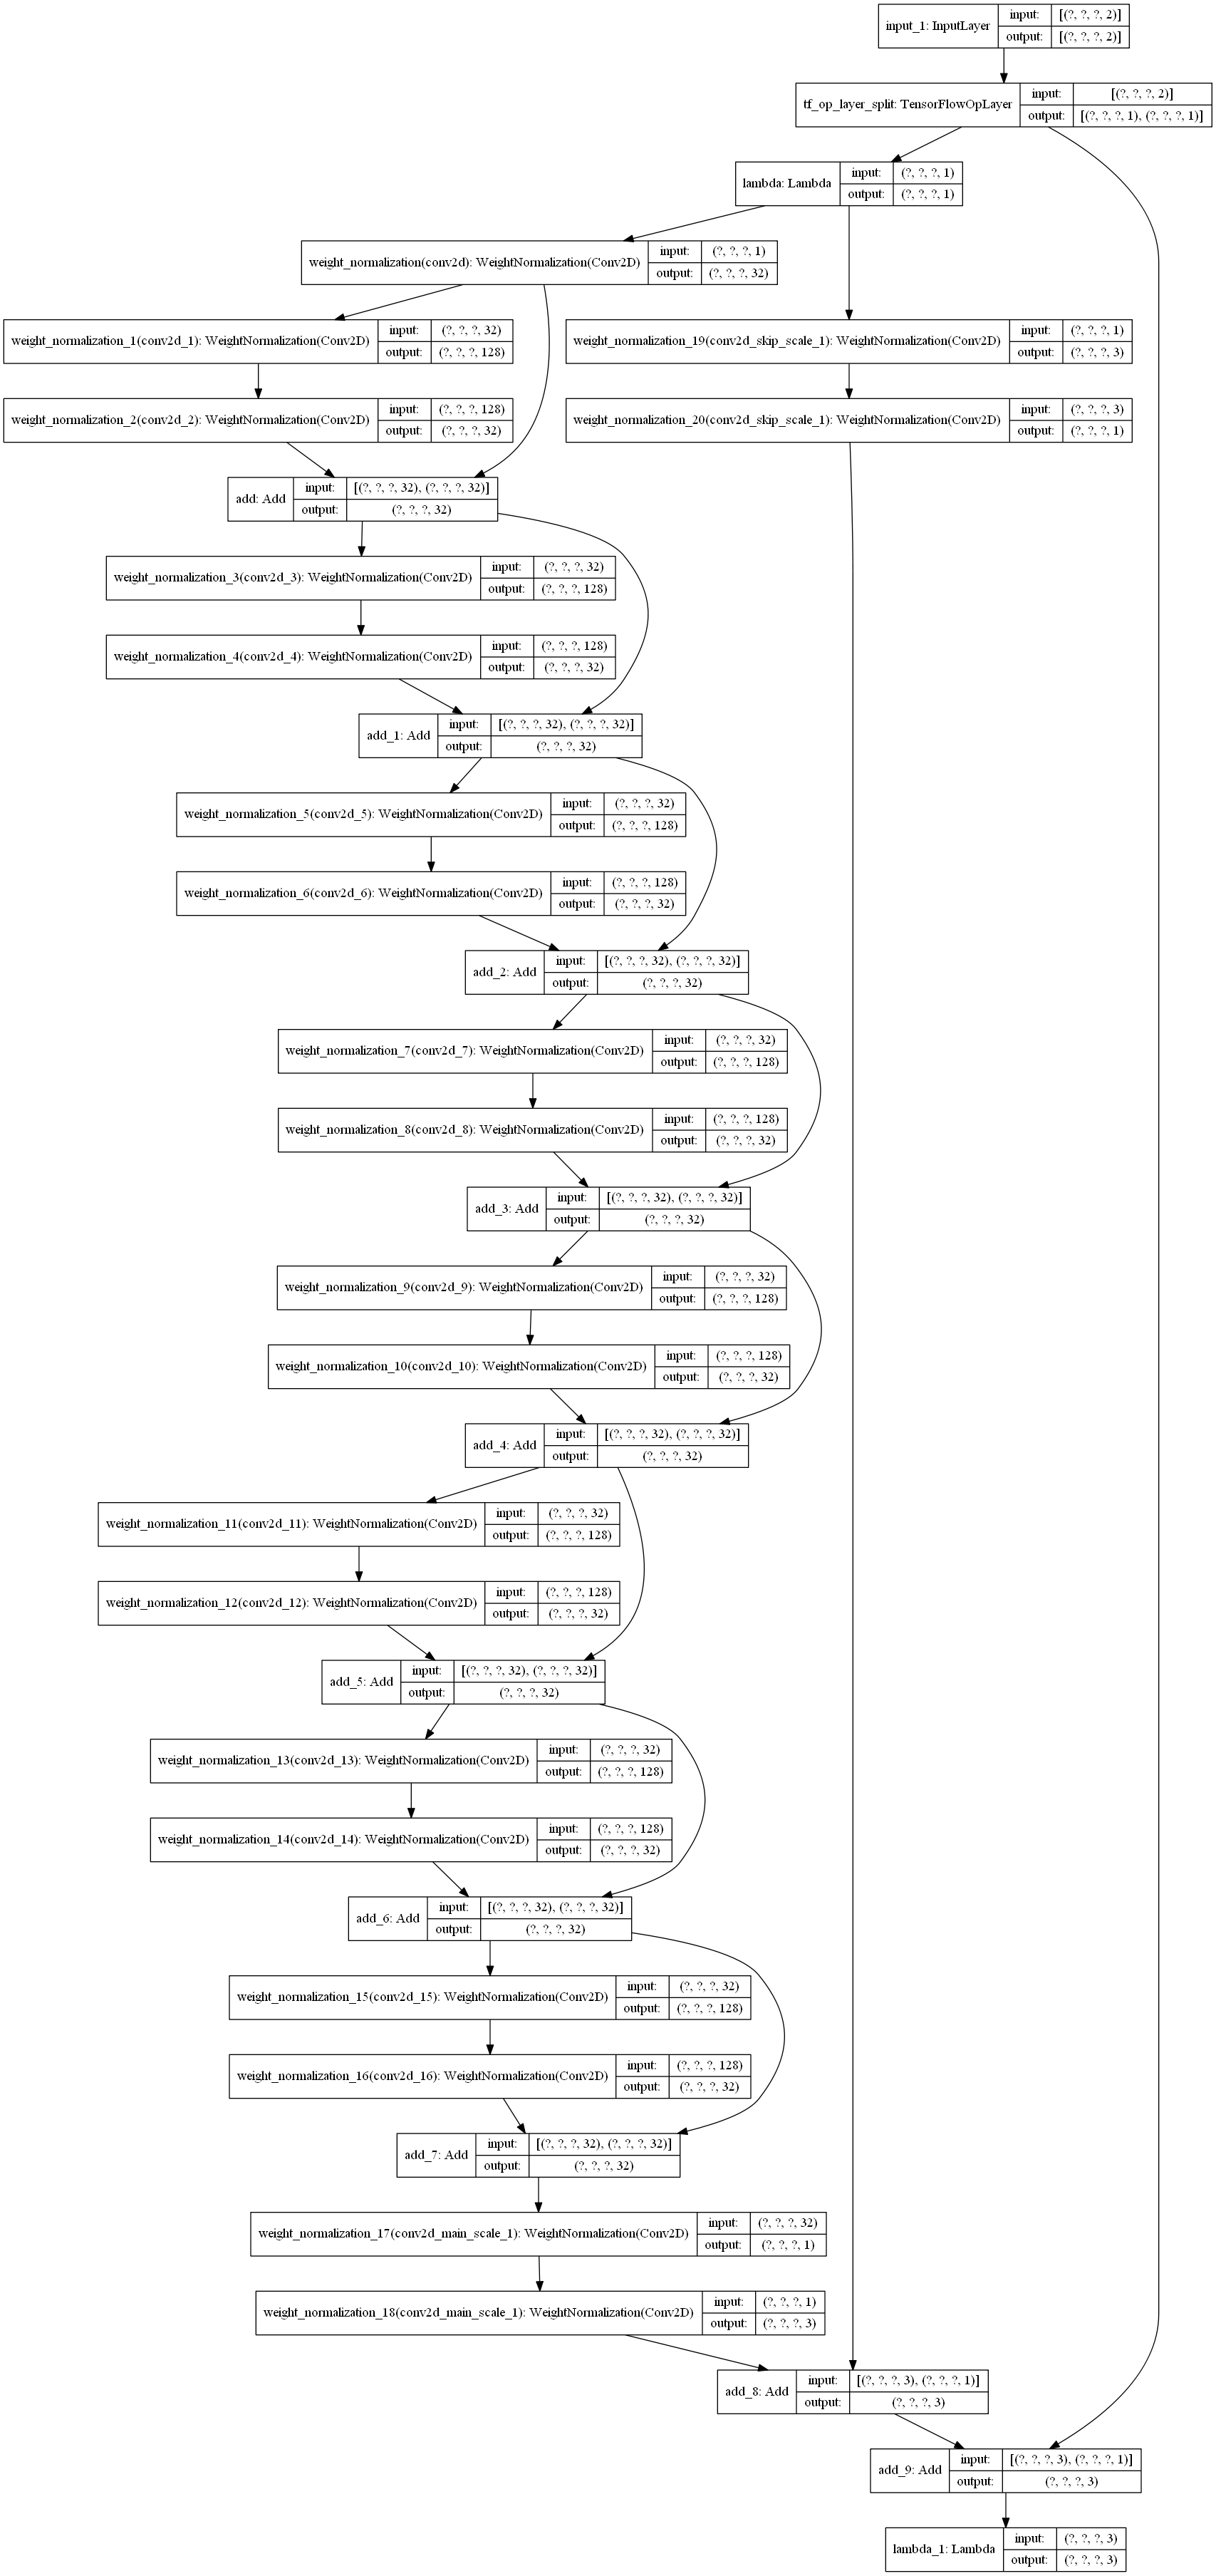 input_1: InputLayer
input: [(?, ?, ?, 2)]
output: [(?, ?, ?, 2)]
tf_op_layer_split: TensorFlowOpLayer
input: [(?, ?, ?, 2)]
output: [(?, ?, ?, 1), (?, ?, ?, 1)]
lambda: Lambda
input: (?, ?, ?, 1)
output: (?, ?, ?, 1)
weight_normalization(conv2d): WeightNormalization(Conv2D)
input: (?, ?, ?, 1)
output: (?, ?, ?, 32)
weight_normalization_1(conv2d_1): WeightNormalization(Conv2D)
input: (?, ?, ?, 32)
output: (?, ?, ?, 128)
weight_normalization_19(conv2d_skip_scale_1): WeightNormalization(Conv2D)
input: (?, ?, ?, 1)
output: (?, ?, ?, 3)
weight_normalization_2(conv2d_2): WeightNormalization(Conv2D)
input: (?, ?, ?, 128)
output: (?, ?, ?, 32)
weight_normalization_20(conv2d_skip_scale_1): WeightNormalization(Conv2D)
input: (?, ?, ?, 3)
output: (?, ?, ?, 1)
add: Add
input: [(?, ?, ?, 32), (?, ?, ?, 32)]
output: (?, ?, ?, 32)
weight_normalization_3(conv2d_3): WeightNormalization(Conv2D)
input: (?, ?, ?, 32)
output: (?, ?, ?, 128)
weight_normalization_4(conv2d_4): WeightNormalization(Conv2D)
input: (?, ?, ?, 128)
output: (?, ?, ?, 32)
add_1: Add
input: [(?, ?, ?, 32), (?, ?, ?, 32)]
output: (?, ?, ?, 32)
weight_normalization_5(conv2d_5): WeightNormalization(Conv2D)
input: (?, ?, ?, 32)
output: (?, ?, ?, 128)
weight_normalization_6(conv2d_6): WeightNormalization(Conv2D)
input: (?, ?, ?, 128)
output: (?, ?, ?, 32)
add_2: Add
input: [(?, ?, ?, 32), (?, ?, ?, 32)]
output: (?, ?, ?, 32)
weight_normalization_7(conv2d_7): WeightNormalization(Conv2D)
input: (?, ?, ?, 32)
output: (?, ?, ?, 128)
weight_normalization_8(conv2d_8): WeightNormalization(Conv2D)
input: (?, ?, ?, 128)
output: (?, ?, ?, 32)
add_3: Add
input: [(?, ?, ?, 32), (?, ?, ?, 32)]
output: (?, ?, ?, 32)
weight_normalization_9(conv2d_9): WeightNormalization(Conv2D)
input: (?, ?, ?, 32)
output: (?, ?, ?, 128)
weight_normalization_10(conv2d_10): WeightNormalization(Conv2D)
input: (?, ?, ?, 128)
output: (?, ?, ?, 32)
add_4: Add
input: [(?, ?, ?, 32), (?, ?, ?, 32)]
output: (?, ?, ?, 32)
weight_normalization_11(conv2d_11): WeightNormalization(Conv2D)
input: (?, ?, ?, 32)
output: (?, ?, ?, 128)
weight_normalization_12(conv2d_12): WeightNormalization(Conv2D)
input: (?, ?, ?, 128)
output: (?, ?, ?, 32)
add_5: Add
input: [(?, ?, ?, 32), (?, ?, ?, 32)]
output: (?, ?, ?, 32)
weight_normalization_13(conv2d_13): WeightNormalization(Conv2D)
input: (?, ?, ?, 32)
output: (?, ?, ?, 128)
weight_normalization_14(conv2d_14): WeightNormalization(Conv2D)
input: (?, ?, ?, 128)
output: (?, ?, ?, 32)
add_6: Add
input: [(?, ?, ?, 32), (?, ?, ?, 32)]
output: (?, ?, ?, 32)
weight_normalization_15(conv2d_15): WeightNormalization(Conv2D)
input: (?, ?, ?, 32)
output: (?, ?, ?, 128)
weight_normalization_16(conv2d_16): WeightNormalization(Conv2D)
input: (?, ?, ?, 128)
output: (?, ?, ?, 32)
add_7: Add
input: [(?, ?, ?, 32), (?, ?, ?, 32)]
output: (?, ?, ?, 32)
weight_normalization_17(conv2d_main_scale_1): WeightNormalization(Conv2D)
input: (?, ?, ?, 32)
output: (?, ?, ?, 1)
weight_normalization_18(conv2d_main_scale_1): WeightNormalization(Conv2D)
input: (?, ?, ?, 1)
output: (?, ?, ?, 3)
add_8: Add
input: [(?, ?, ?, 3), (?, ?, ?, 1)]
output: (?, ?, ?, 3)
add_9: Add
input: [(?, ?, ?, 3), (?, ?, ?, 1)]
output: (?, ?, ?, 3)
lambda_1: Lambda
input: (?, ?, ?, 3)
output: (?, ?, ?, 3)